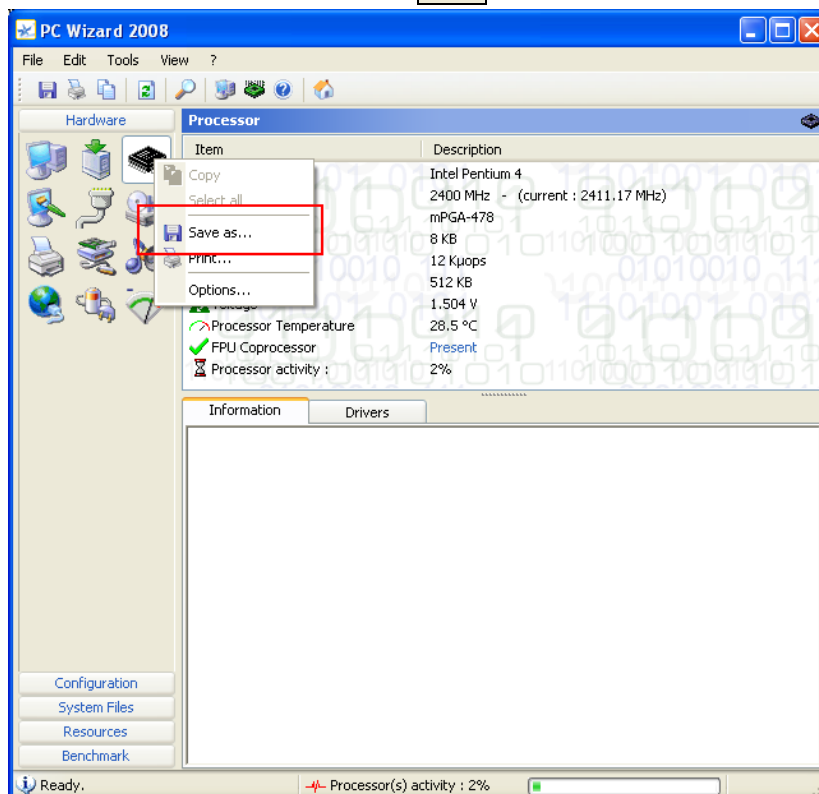 PC Wizard 2008
File Edit Tools View ?
Hardware
Processor
Item Description
Copy
Select all
Save as...
Print...
Options...
Intel Pentium 4
2400 MHz - (current : 2411.17 MHz)
mPGA-478
8 KB
12 Kµops
512 KB
Voltage 1.504 V
Processor Temperature 28.5 °C
FPU Coprocessor Present
Processor activity : 2%
Information Drivers
Configuration
System Files
Resources
Benchmark
Ready. Processor(s) activity : 2%